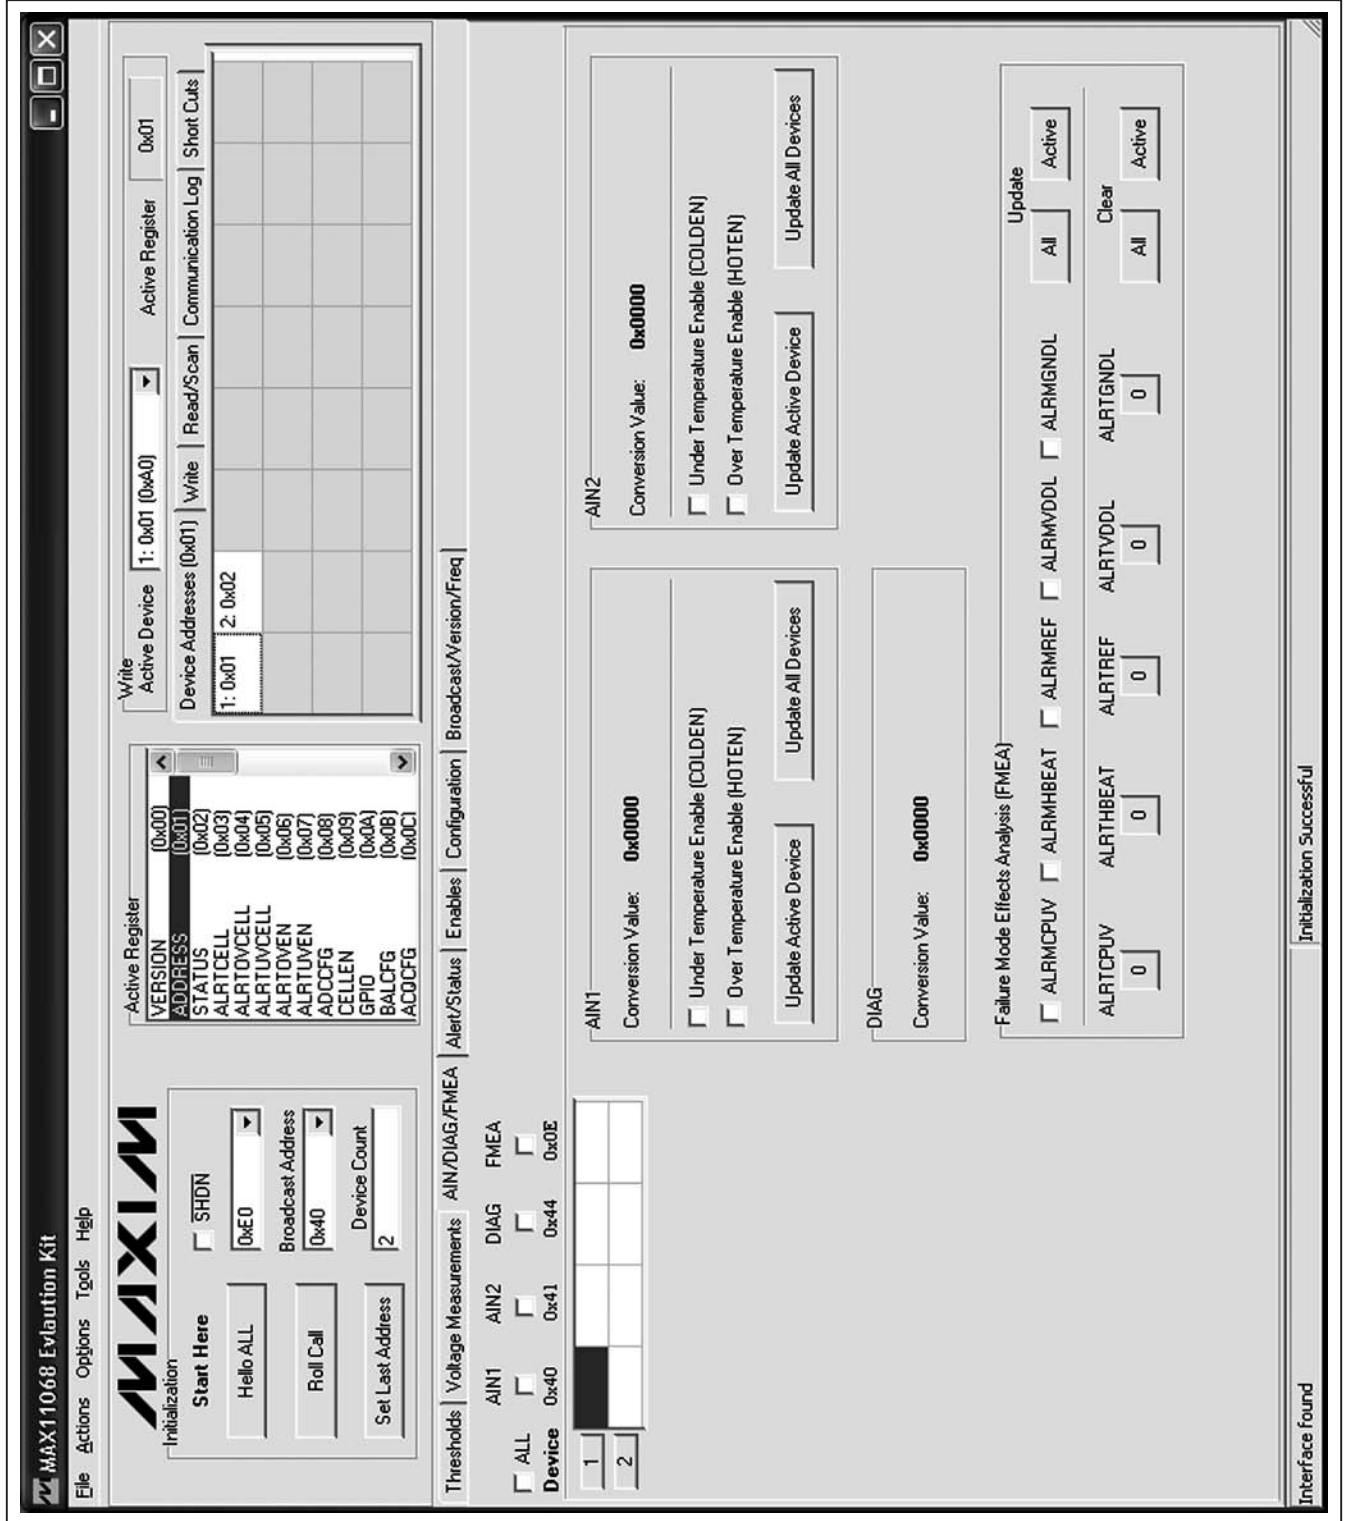 MAX11068 Evlaution Kit
File Actions Options Tools Help
MAXIM
Initialization
Start Here
SHDN
Hello ALL
0xE0
Broadcast Address
Roll Call
0x40
Device Count
Set Last Address
2
Active Register
VERSION (0x00)
ADDRESS (0x01)
STATUS (0x02)
ALRTCELL (0x03)
ALRTOVCELL (0x04)
ALRTUVCELL (0x05)
ALRTOVEN (0x06)
ALRTUVEN (0x07)
ADCCFG (0x08)
CELLEN (0x09)
GPIO (0x0A)
BALCFG (0x0B)
ACQCFG (0x0C)
Write
Active Device 1: 0x01 (0xA0) Active Register 0x01
Device Addresses (0x01) Write Read/Scan Communication Log Short Cuts
1: 0x01 2: 0x02
Thresholds Voltage Measurements AIN/DIAG/FMEA Alert/Status Enables Configuration Broadcast/Version/Freq
AIN1 AIN2 DIAG FMEA
ALL
Device 0x40 0x41 0x44 0x0E
1
2
AIN1
Conversion Value: 0x0000
Under Temperature Enable (COLDEN)
Over Temperature Enable (HOTEN)
Update Active Device Update All Devices
AIN2
Conversion Value: 0x0000
Under Temperature Enable (COLDEN)
Over Temperature Enable (HOTEN)
Update Active Device Update All Devices
DIAG
Conversion Value: 0x0000
Failure Mode Effects Analysis (FMEA)
Update
ALRMCPUV ALRMHBEAT ALRMREF ALRMVDDL ALRMGNDL All Active
Clear
ALRTCPUV ALRTHBEAT ALRTREF ALRTVDDL ALRTGNDL
0 0 0 0 0 All Active
Interface Found Initialization Successful